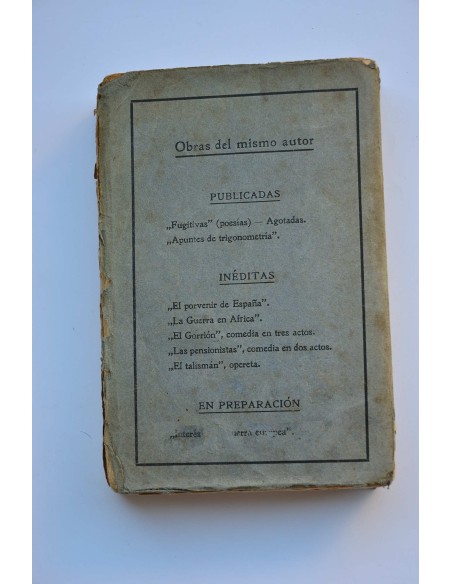 Obras del mismo autor
PUBLICADAS
„Fugitivas" (poesías) — Agotadas.
„Apuntes de trigonometría".
INÉDITAS
„El porvenir de España".
„La Guerra en Africa".
„El Gorrión", comedia en tres actos.
„Las pensionistas", comedia en dos actos.
„El talismán", opereta.
EN PREPARACIÓN